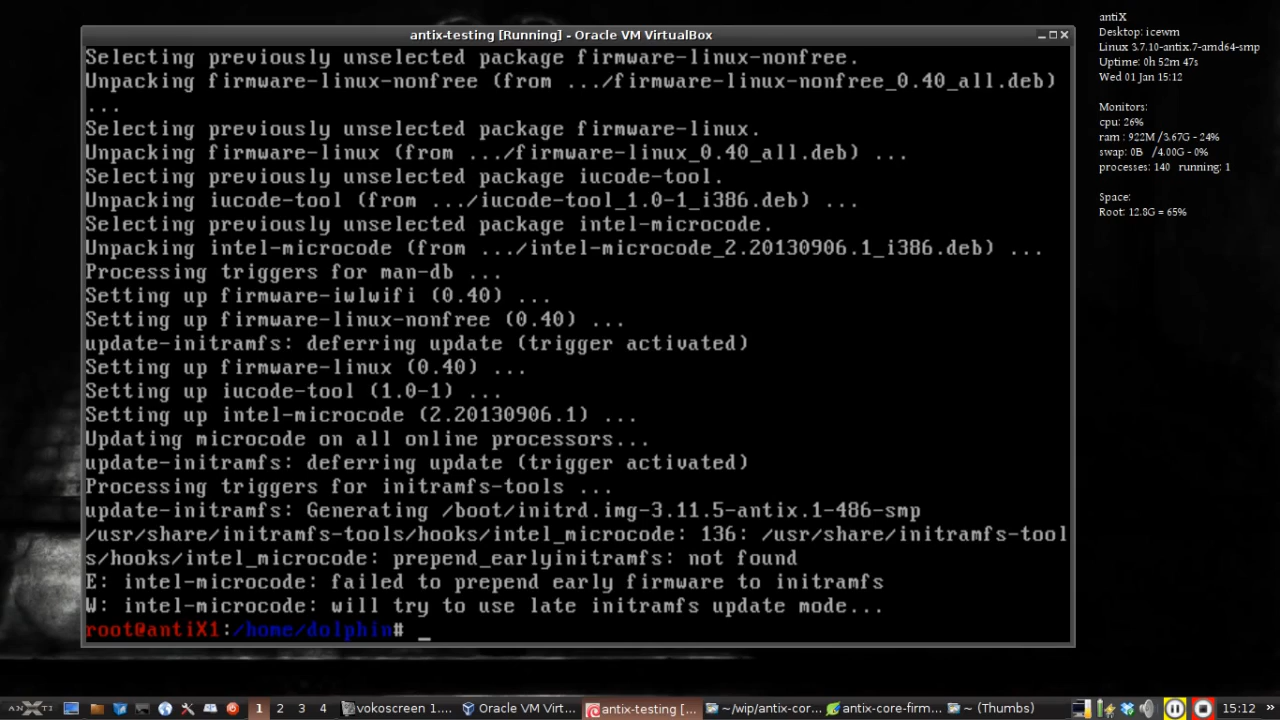 antix-testing [Running] - Oracle VM VirtualBox
Selecting previously unselected package firmware-linux-nonfree.
Unpacking firmware-linux-nonfree (from .../firmware-linux-nonfree_0.40_all.deb)
...
Selecting previously unselected package firmware-linux.
Unpacking firmware-linux (from .../firmware-linux_0.40_all.deb) ...
Selecting previously unselected package iucode-tool.
Unpacking iucode-tool (from .../iucode-tool_1.0-1_i386.deb) ...
Selecting previously unselected package intel-microcode.
Unpacking intel-microcode (from .../intel-microcode_2.20130906.1_i386.deb) ...
Processing triggers for man-db ...
Setting up firmware-iwlwifi (0.40) ...
Setting up firmware-linux-nonfree (0.40) ...
update-initramfs: deferring update (trigger activated)
Setting up firmware-linux (0.40) ...
Setting up iucode-tool (1.0-1) ...
Setting up intel-microcode (2.20130906.1) ...
Updating microcode on all online processors...
update-initramfs: deferring update (trigger activated)
Processing triggers for initramfs-tools ...
update-initramfs: Generating /boot/initrd.img-3.11.5-antix.1-486-smp
/usr/share/initramfs-tools/hooks/intel_microcode: 136: /usr/share/initramfs-tool
s/hooks/intel_microcode: prepend_earlyinitramfs: not found
E: intel-microcode: failed to prepend early firmware to initramfs
W: intel-microcode: will try to use late initramfs update mode...
root@antiX1:/home/dolphin# _
antiX
Desktop: icewm
Linux 3.7.10-antix.7-amd64-smp
Uptime: 0h 52m 47s
Wed 01 Jan 15:12
Monitors:
cpu: 26%
ram : 922M /3.67G - 24%
swap: 0B /4.00G - 0%
processes: 140 running: 1
Space:
Root: 12.8G = 65%
1 2 3 4 vokoscreen 1.... Oracle VM Virt... antix-testing [... ~/wip/antix-cor... antix-core-firm... ~ (Thumbs) 15:12 »